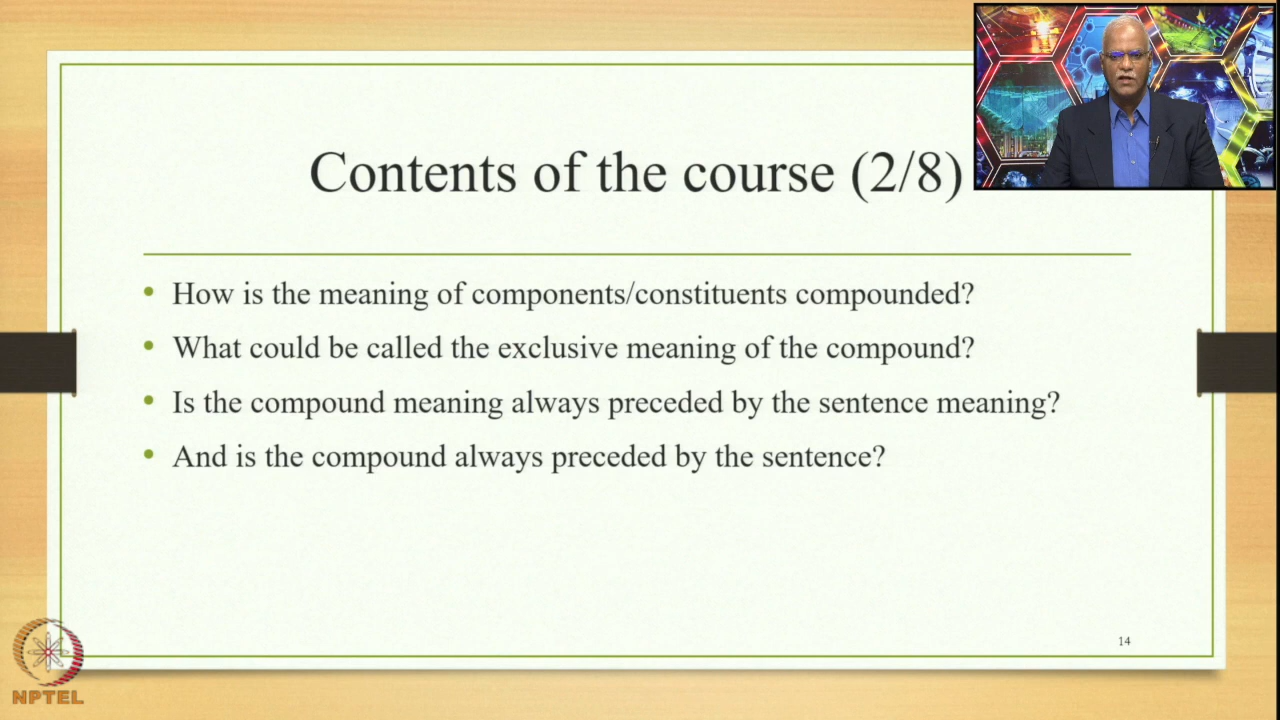 Contents of the course (2/8)
• How is the meaning of components/constituents compounded?
• What could be called the exclusive meaning of the compound?
• Is the compound meaning always preceded by the sentence meaning?
• And is the compound always preceded by the sentence?
14
NPTEL